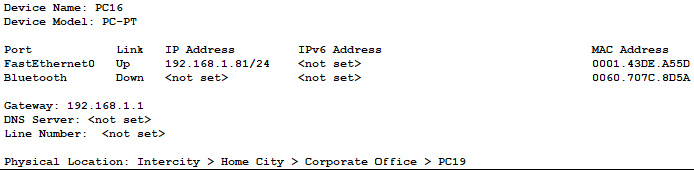 Device Name: PC16
Device Model: PC-PT
Port Link IP Address IPv6 Address MAC Address
FastEthernet0 Up 192.168.1.81/24 <not set> 0001.43DE.A55D
Bluetooth Down <not set> <not set> 0060.707C.8D5A
Gateway: 192.168.1.1
DNS Server: <not set>
Line Number: <not set>
Physical Location: Intercity > Home City > Corporate Office > PC19